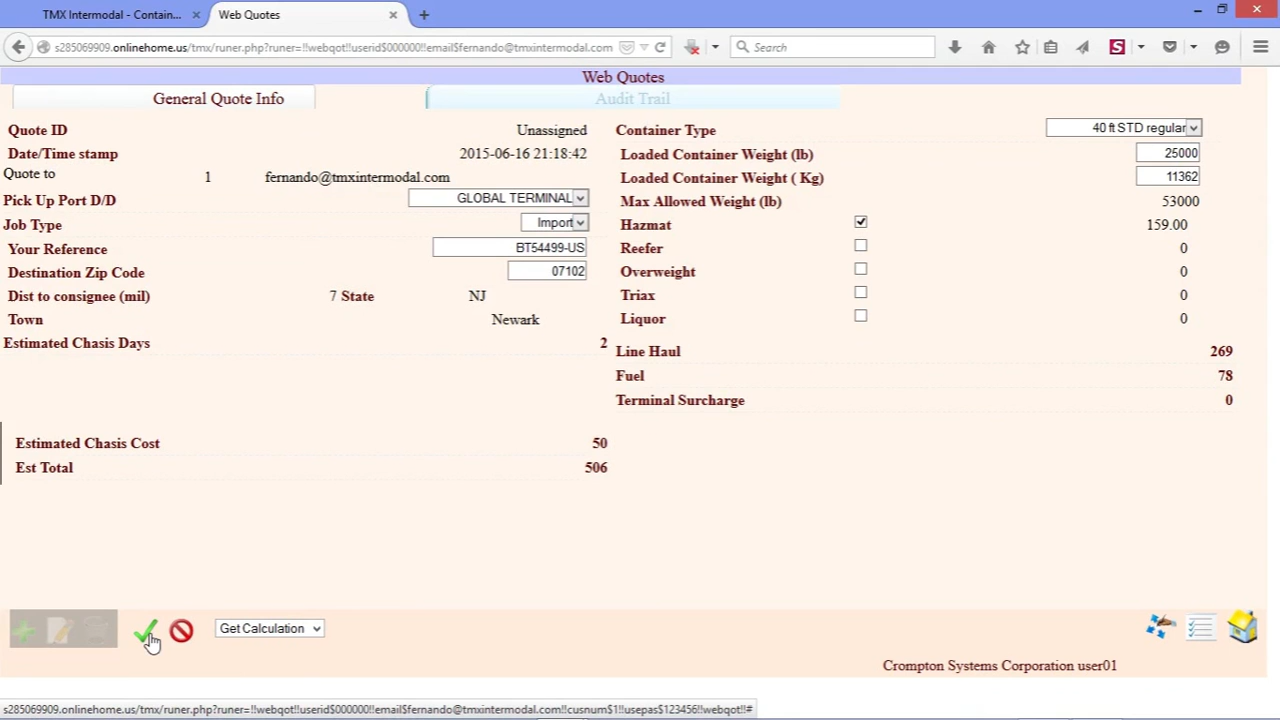 TMX Intermodal - Contain...
Web Quotes
s285069909.onlinehome.us/tmx/runer.php?runer=!!webqot!!userid$000000!!email$fernando@tmxintermodal.com
Search
S
Web Quotes
General Quote Info
Audit Trail
Quote ID Unassigned
Date/Time stamp 2015-06-16 21:18:42
Quote to 1 fernando@tmxintermodal.com
Pick Up Port D/D GLOBAL TERMINAL
Job Type Import
Your Reference BT54499-US
Destination Zip Code 07102
Dist to consignee (mil) 7 State NJ
Town Newark
Estimated Chasis Days 2
Estimated Chasis Cost 50
Est Total 506
Container Type 40 ft STD regular
Loaded Container Weight (lb) 25000
Loaded Container Weight ( Kg) 11362
Max Allowed Weight (lb) 53000
Hazmat 159.00
Reefer 0
Overweight 0
Triax 0
Liquor 0
Line Haul 269
Fuel 78
Terminal Surcharge 0
Get Calculation
Crompton Systems Corporation user01
s285069909.onlinehome.us/tmx/runer.php?runer=!!webqot!!userid$000000!!email$fernando@tmxintermodal.com!!cusnum$1!!usepas$123456!!webqot!!#